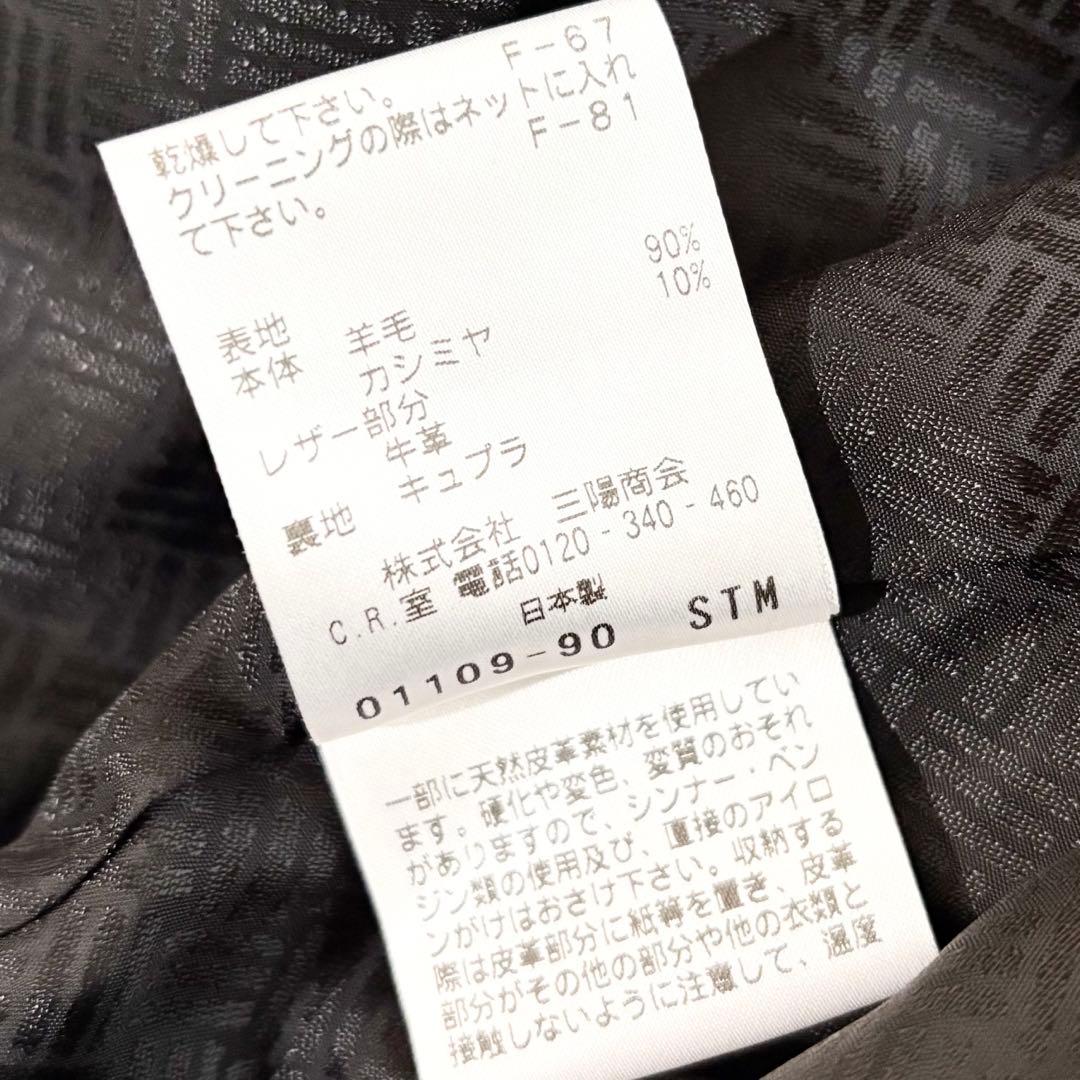 F-67
乾燥して下さい。
クリーニングの際はネットに入れ
F-81
て下さい。
90%
10%
表地 羊毛
本体 カシミヤ
レザー部分
牛革
裏地 キュプラ
株式会社 三陽商会
C.R.室 電話0120-340-460
日本製
01109-90 STM
一部に天然皮革素材を使用してい
ます。硬化や変色、変質のおそれ
がありますので、シンナー・ベン
ジン類の使用及び、直接のアイロ
ンがけはおさけ下さい。収納する
際は皮革部分に紙等を置き、皮革
部分がその他の部分や他の衣類と
接触しないように注意して、湿度